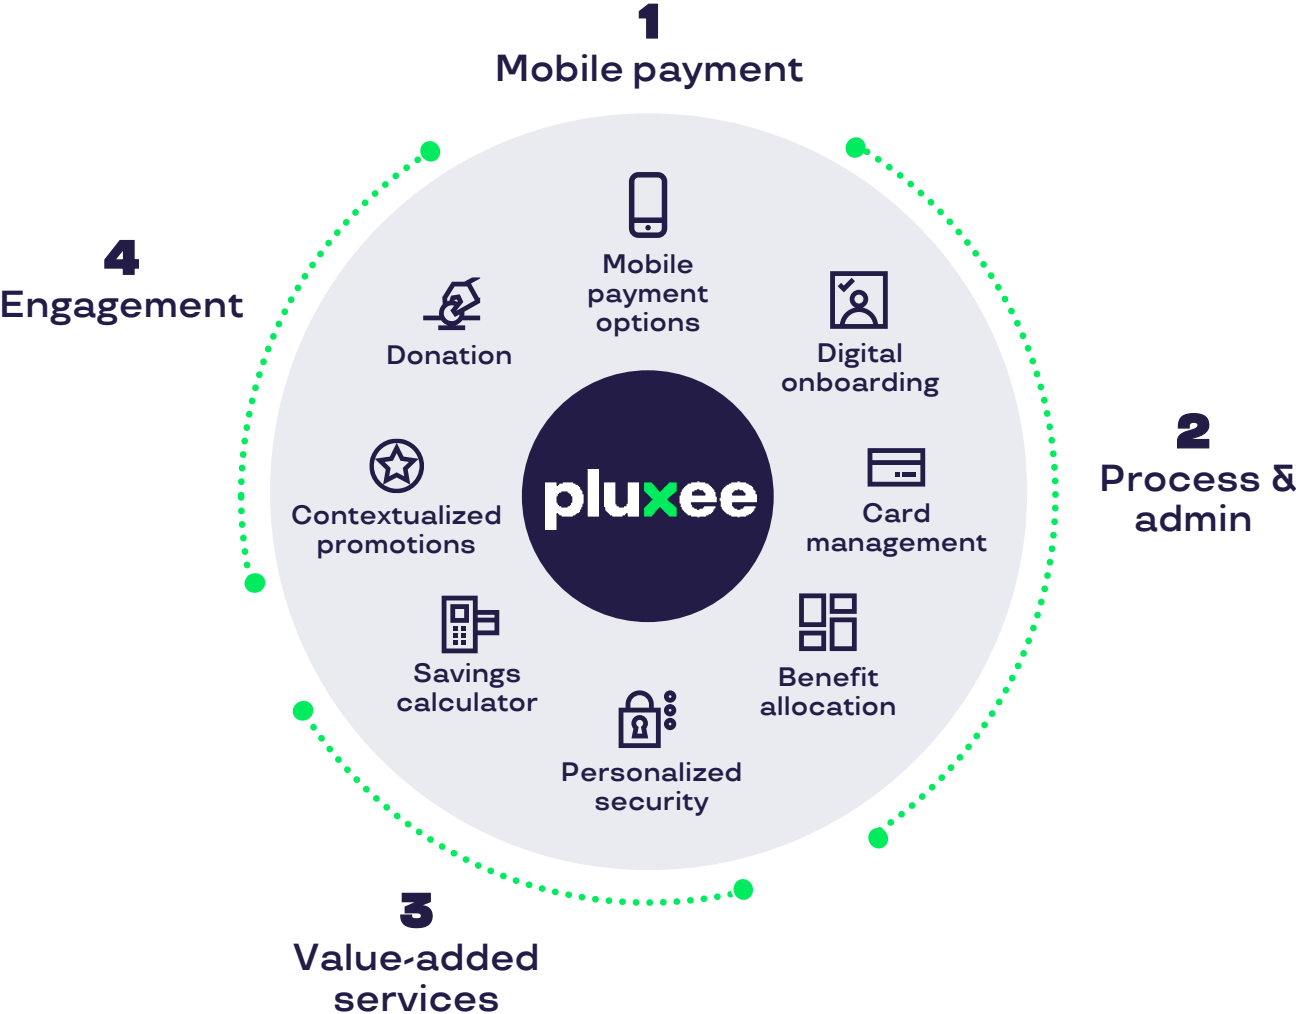 1
Mobile payment
Mobile
payment
options
Digital
onboarding
2
Process &
admin
Card
management
Benefit
allocation
Personalized
security
3
Value-added
services
Savings
calculator
Contextualized
promotions
4
Engagement
Donation
pluxee